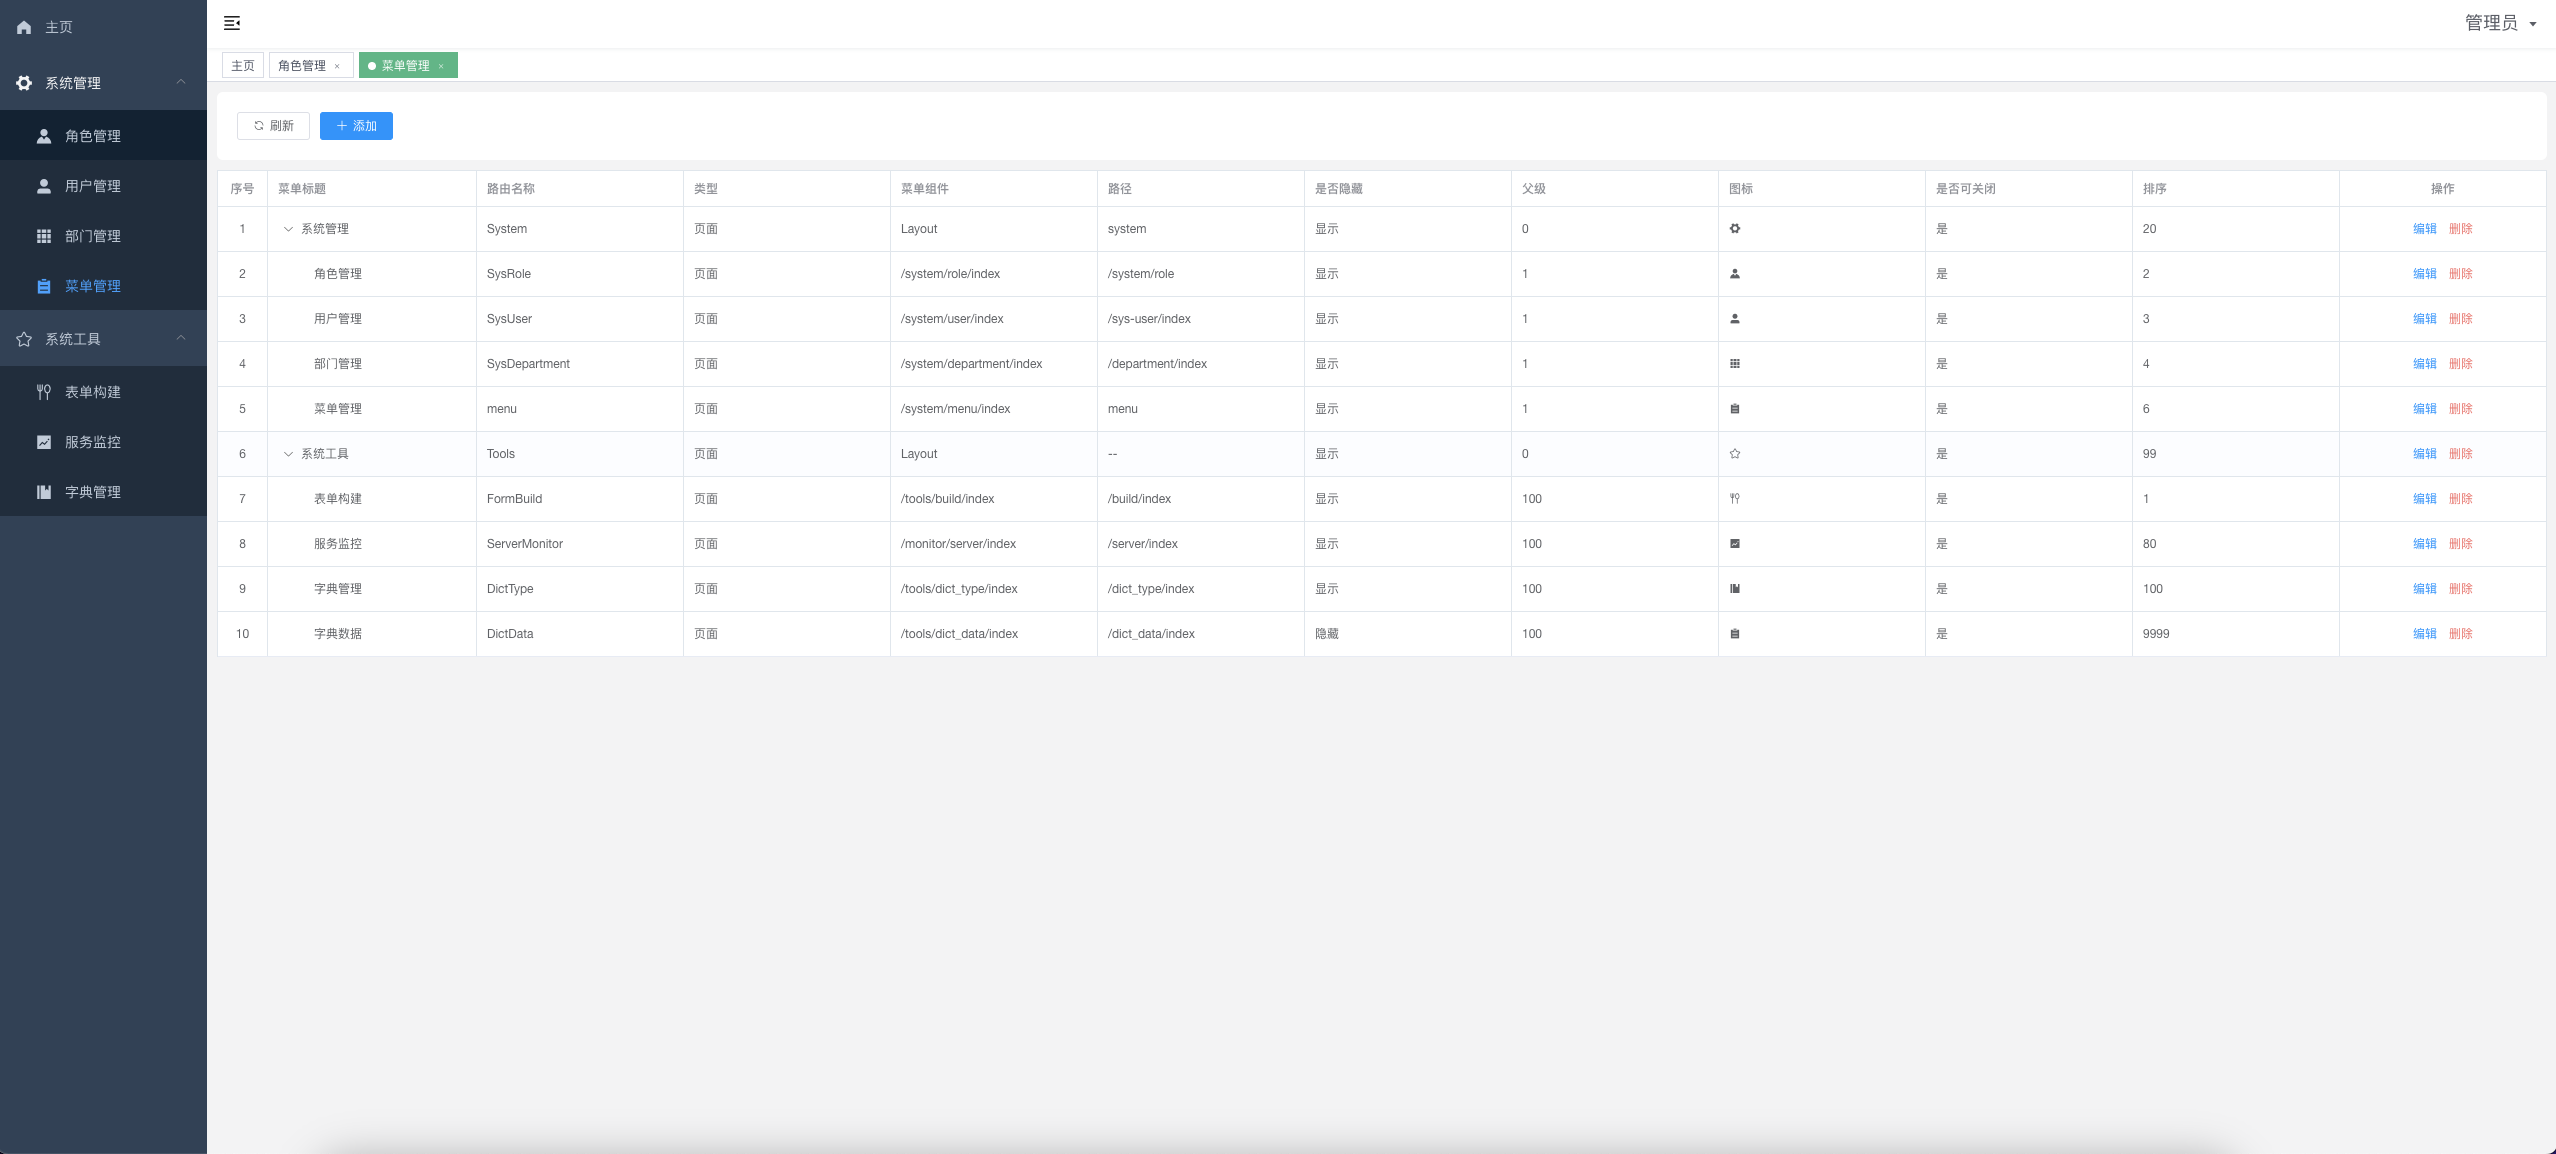 主页
系统管理
角色管理
用户管理
部门管理
菜单管理
系统工具
表单构建
服务监控
字典管理
管理员
主页 角色管理 × 菜单管理 ×
刷新 添加
序号 菜单标题 路由名称 类型 菜单组件 路径 是否隐藏 父级 图标 是否可关闭 排序 操作
1 系统管理 System 页面 Layout system 显示 0 是 20 编辑 删除
2 角色管理 SysRole 页面 /system/role/index /system/role 显示 1 是 2 编辑 删除
3 用户管理 SysUser 页面 /system/user/index /sys-user/index 显示 1 是 3 编辑 删除
4 部门管理 SysDepartment 页面 /system/department/index /department/index 显示 1 是 4 编辑 删除
5 菜单管理 menu 页面 /system/menu/index menu 显示 1 是 6 编辑 删除
6 系统工具 Tools 页面 Layout -- 显示 0 是 99 编辑 删除
7 表单构建 FormBuild 页面 /tools/build/index /build/index 显示 100 是 1 编辑 删除
8 服务监控 ServerMonitor 页面 /monitor/server/index /server/index 显示 100 是 80 编辑 删除
9 字典管理 DictType 页面 /tools/dict_type/index /dict_type/index 显示 100 是 100 编辑 删除
10 字典数据 DictData 页面 /tools/dict_data/index /dict_data/index 隐藏 100 是 9999 编辑 删除